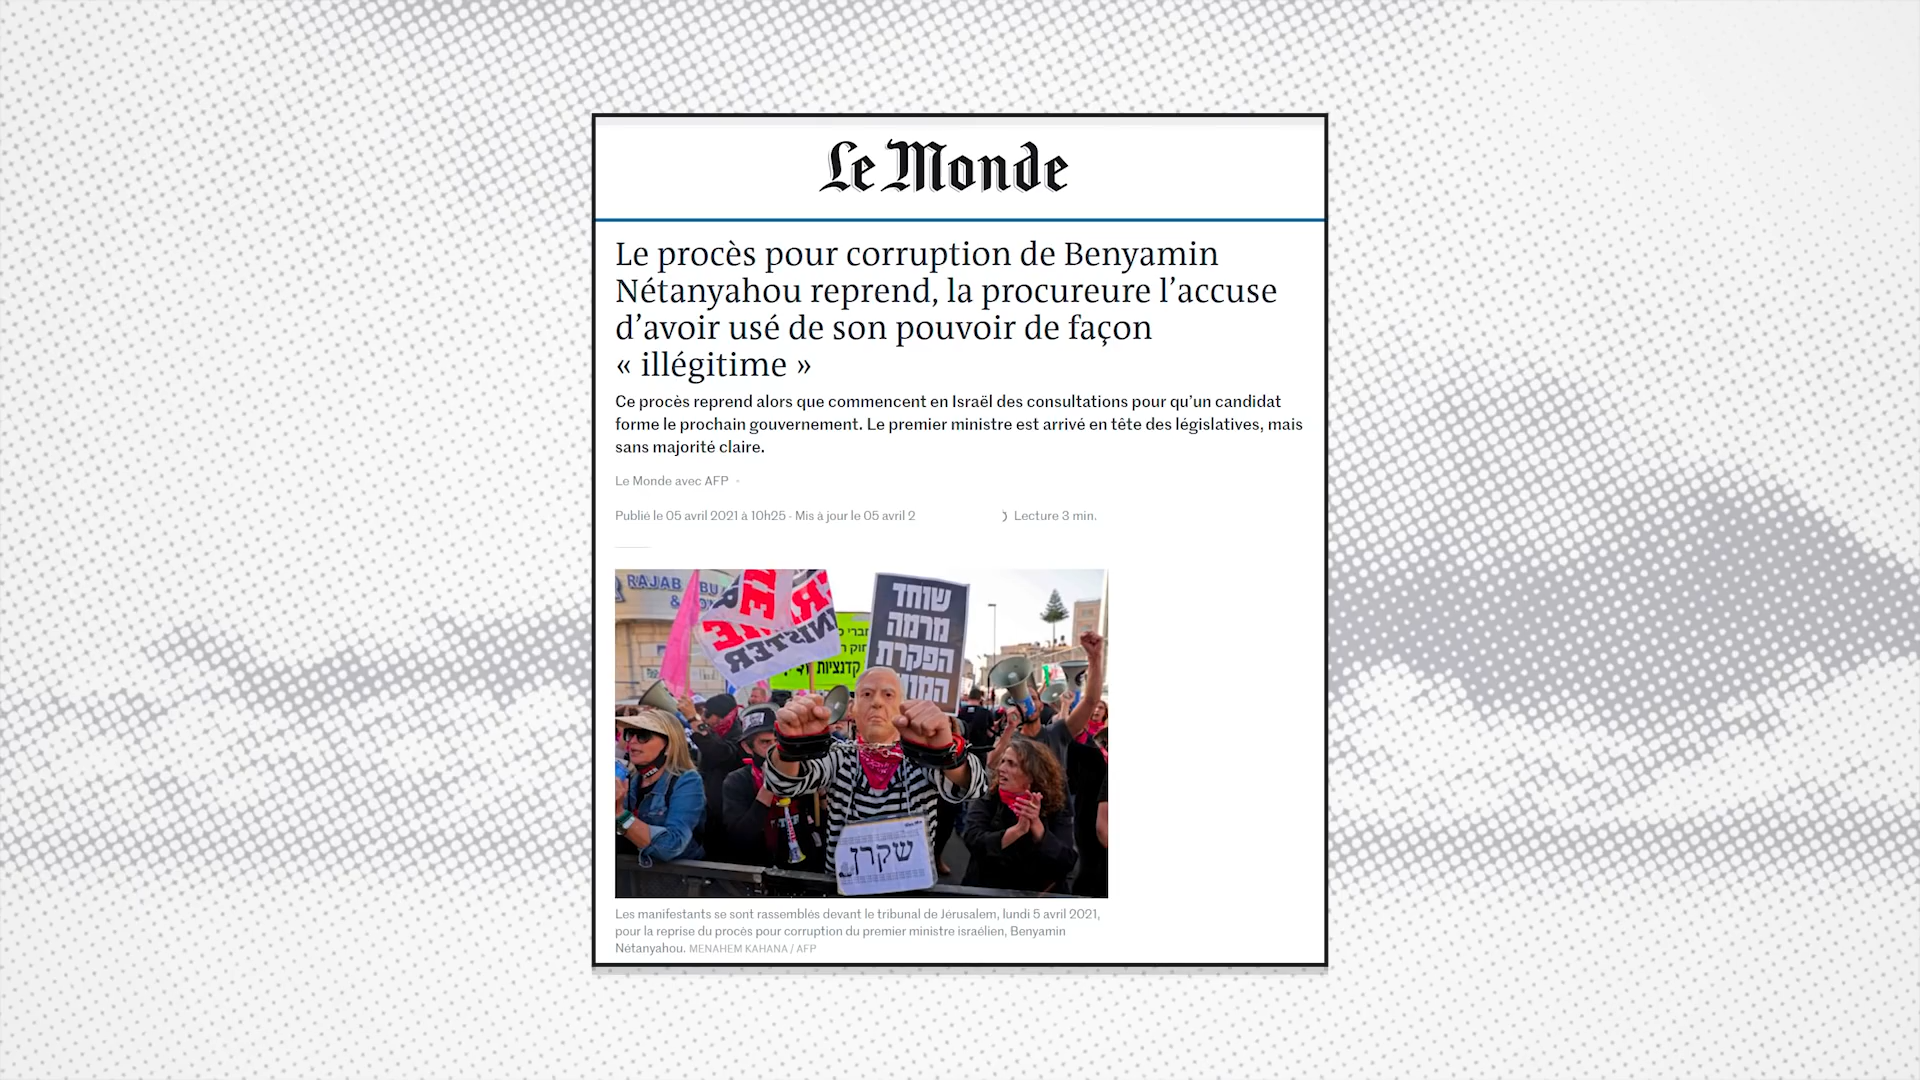 Le Monde
Le procès pour corruption de Benyamin
Nétanyahou reprend, la procureure l’accuse
d’avoir usé de son pouvoir de façon
« illégitime »
Ce procès reprend alors que commencent en Israël des consultations pour qu’un candidat
forme le prochain gouvernement. Le premier ministre est arrivé en tête des législatives, mais
sans majorité claire.
Le Monde avec AFP
Publié le 05 avril 2021 à 10h25 - Mis à jour le 05 avril 2
Lecture 3 min.
RAJAB BU
&
NISTER
שוחד
מרמה
הפקרת
חברי
חוק
קדנציות
שקרן
Les manifestants se sont rassemblés devant le tribunal de Jérusalem, lundi 5 avril 2021,
pour la reprise du procès pour corruption du premier ministre israélien, Benyamin
Nétanyahou. MENAHEM KAHANA / AFP